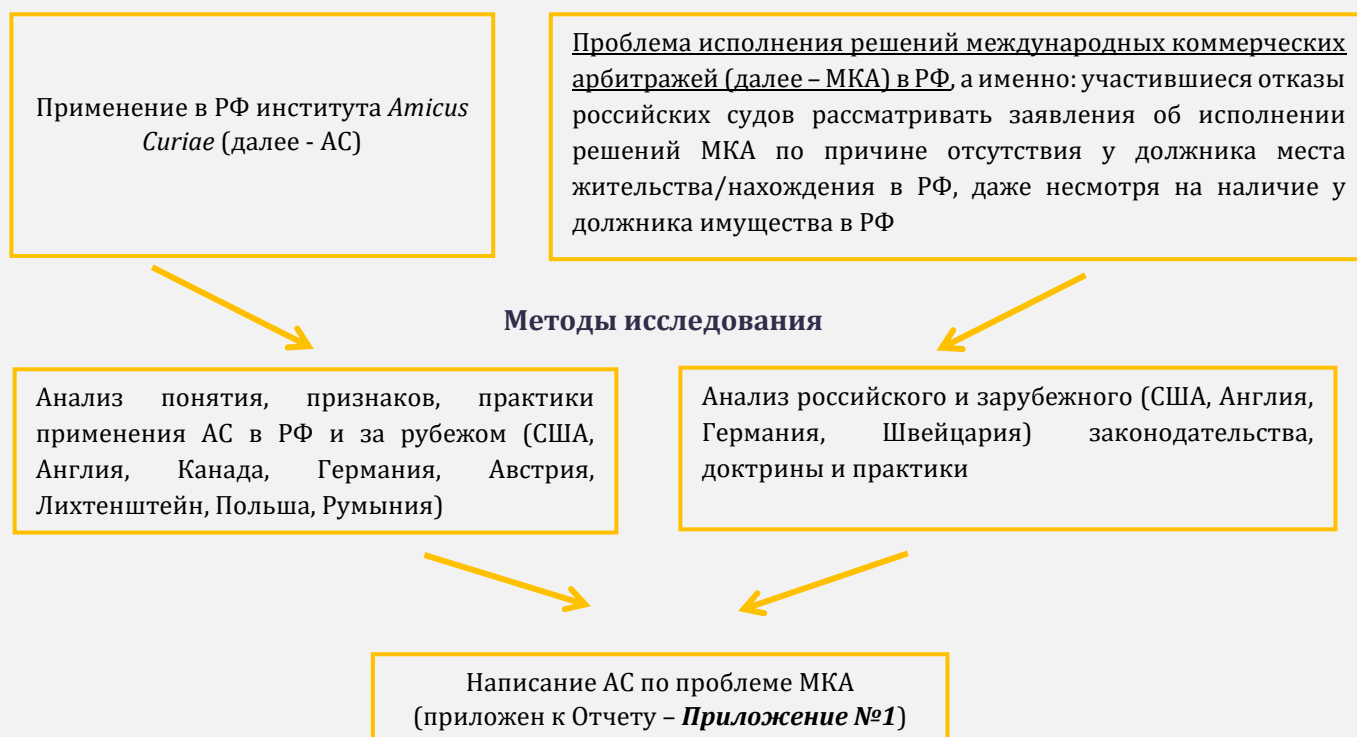 Применение в РФ института Amicus
Curiae (далее - АС)
Проблема исполнения решений международных коммерческих
арбитражей (далее – МКА) в РФ, а именно: участившиеся отказы
российских судов рассматривать заявления об исполнении
решений МКА по причине отсутствия у должника места
жительства/нахождения в РФ, даже несмотря на наличие у
должника имущества в РФ
Методы исследования
Анализ понятия, признаков, практики
применения АС в РФ и за рубежом (США,
Англия, Канада, Германия, Австрия,
Лихтенштейн, Польша, Румыния)
Анализ российского и зарубежного (США, Англия,
Германия, Швейцария) законодательства,
доктрины и практики
Написание АС по проблеме МКА
(приложен к Отчету – Приложение №1)